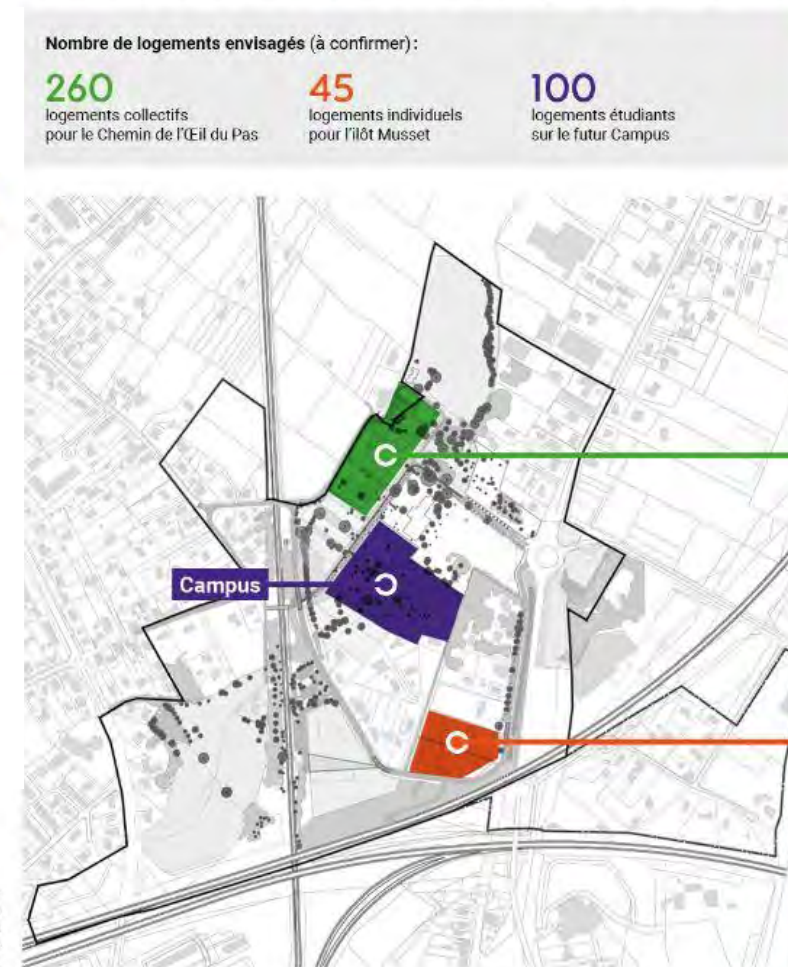 Nombre de logements envisagés (à confirmer) :
260
logements collectifs
pour le Chemin de l'Œil du Pas
45
logements individuels
pour l'ilôt Musset
100
logements étudiants
sur le futur Campus
Campus